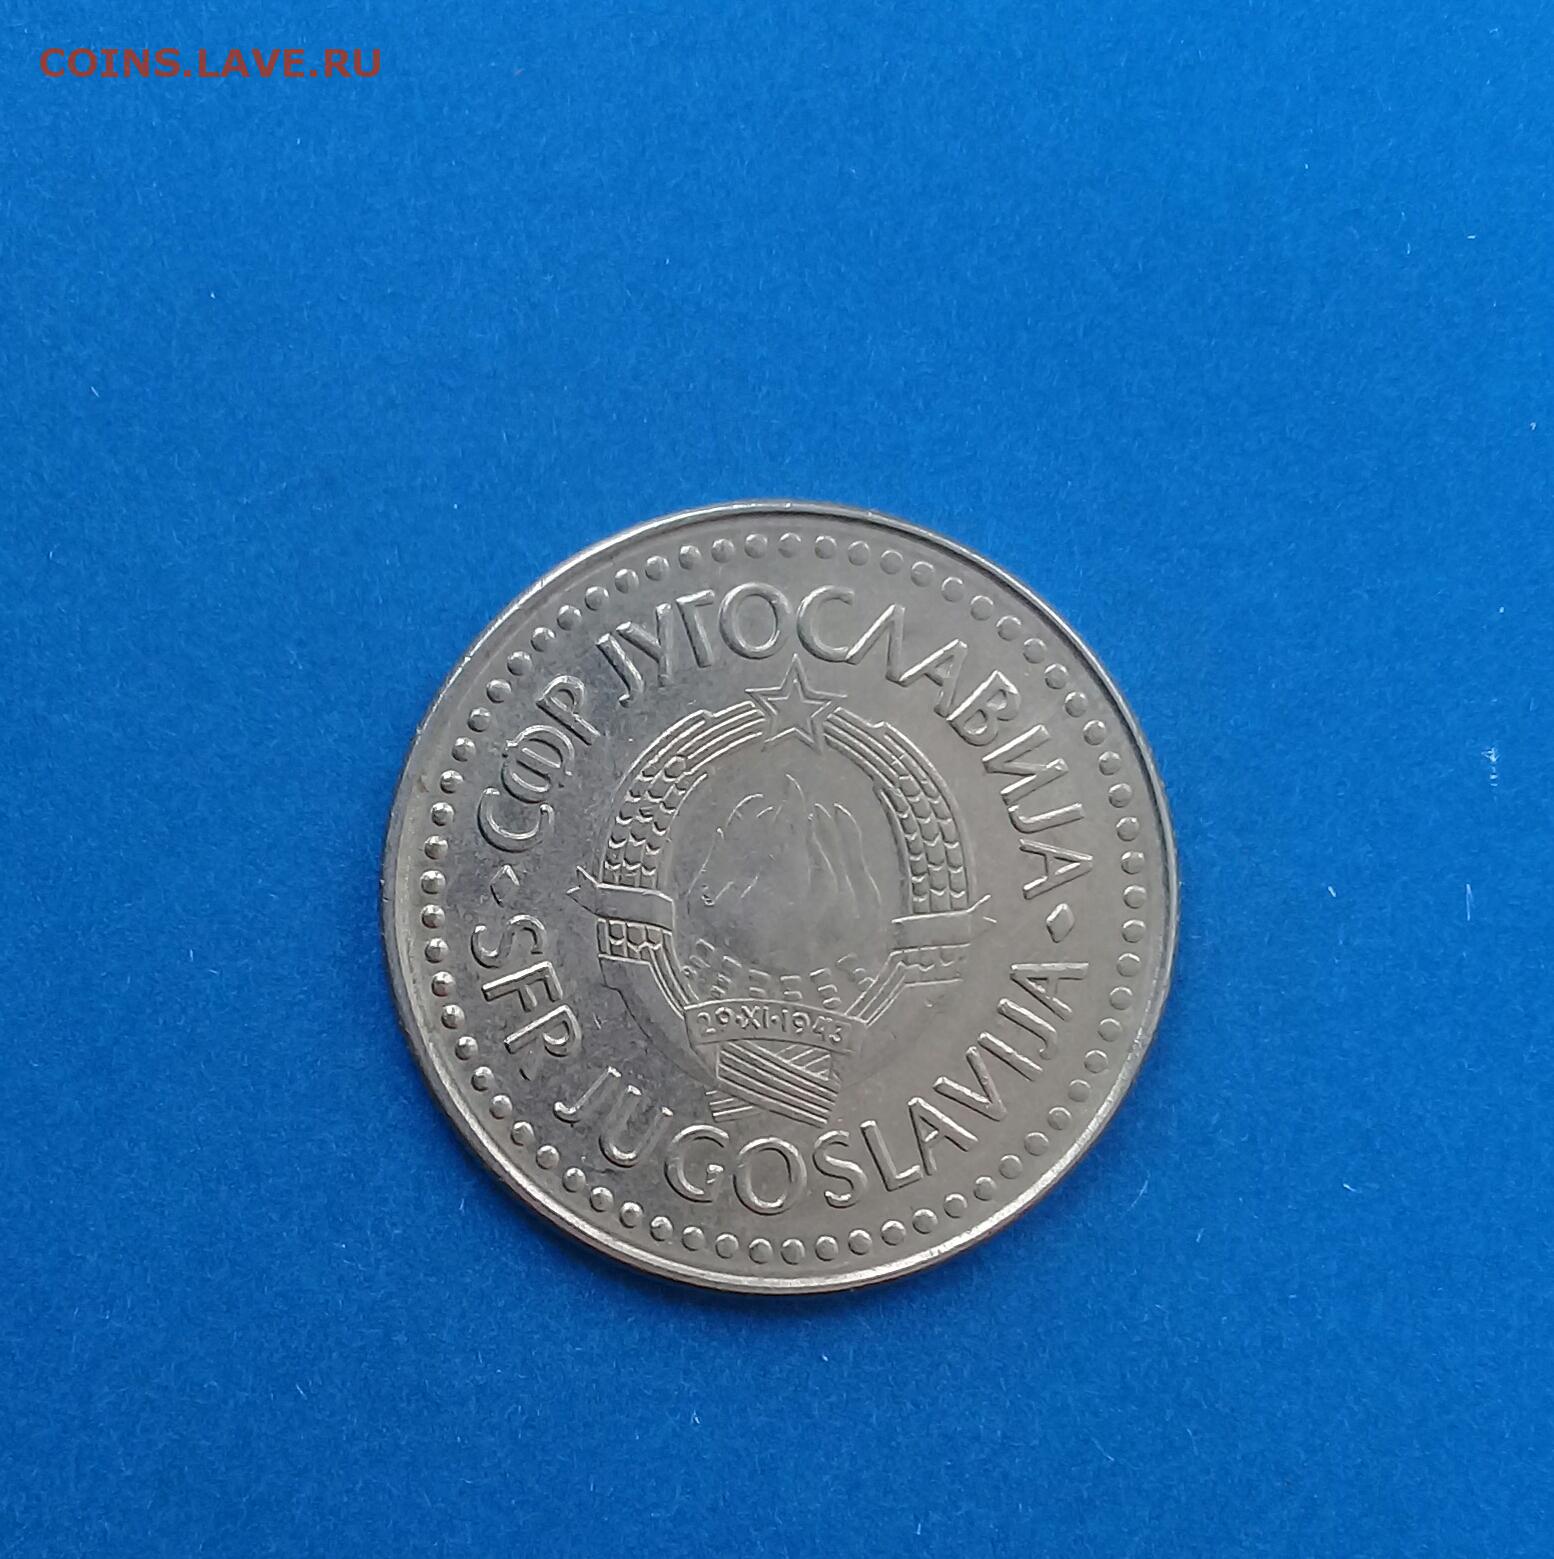 COINS.LAVE.RU
СФР ЈУГОСЛАВИЈА
SFR JUGOSLAVIJA
29·XI·1943